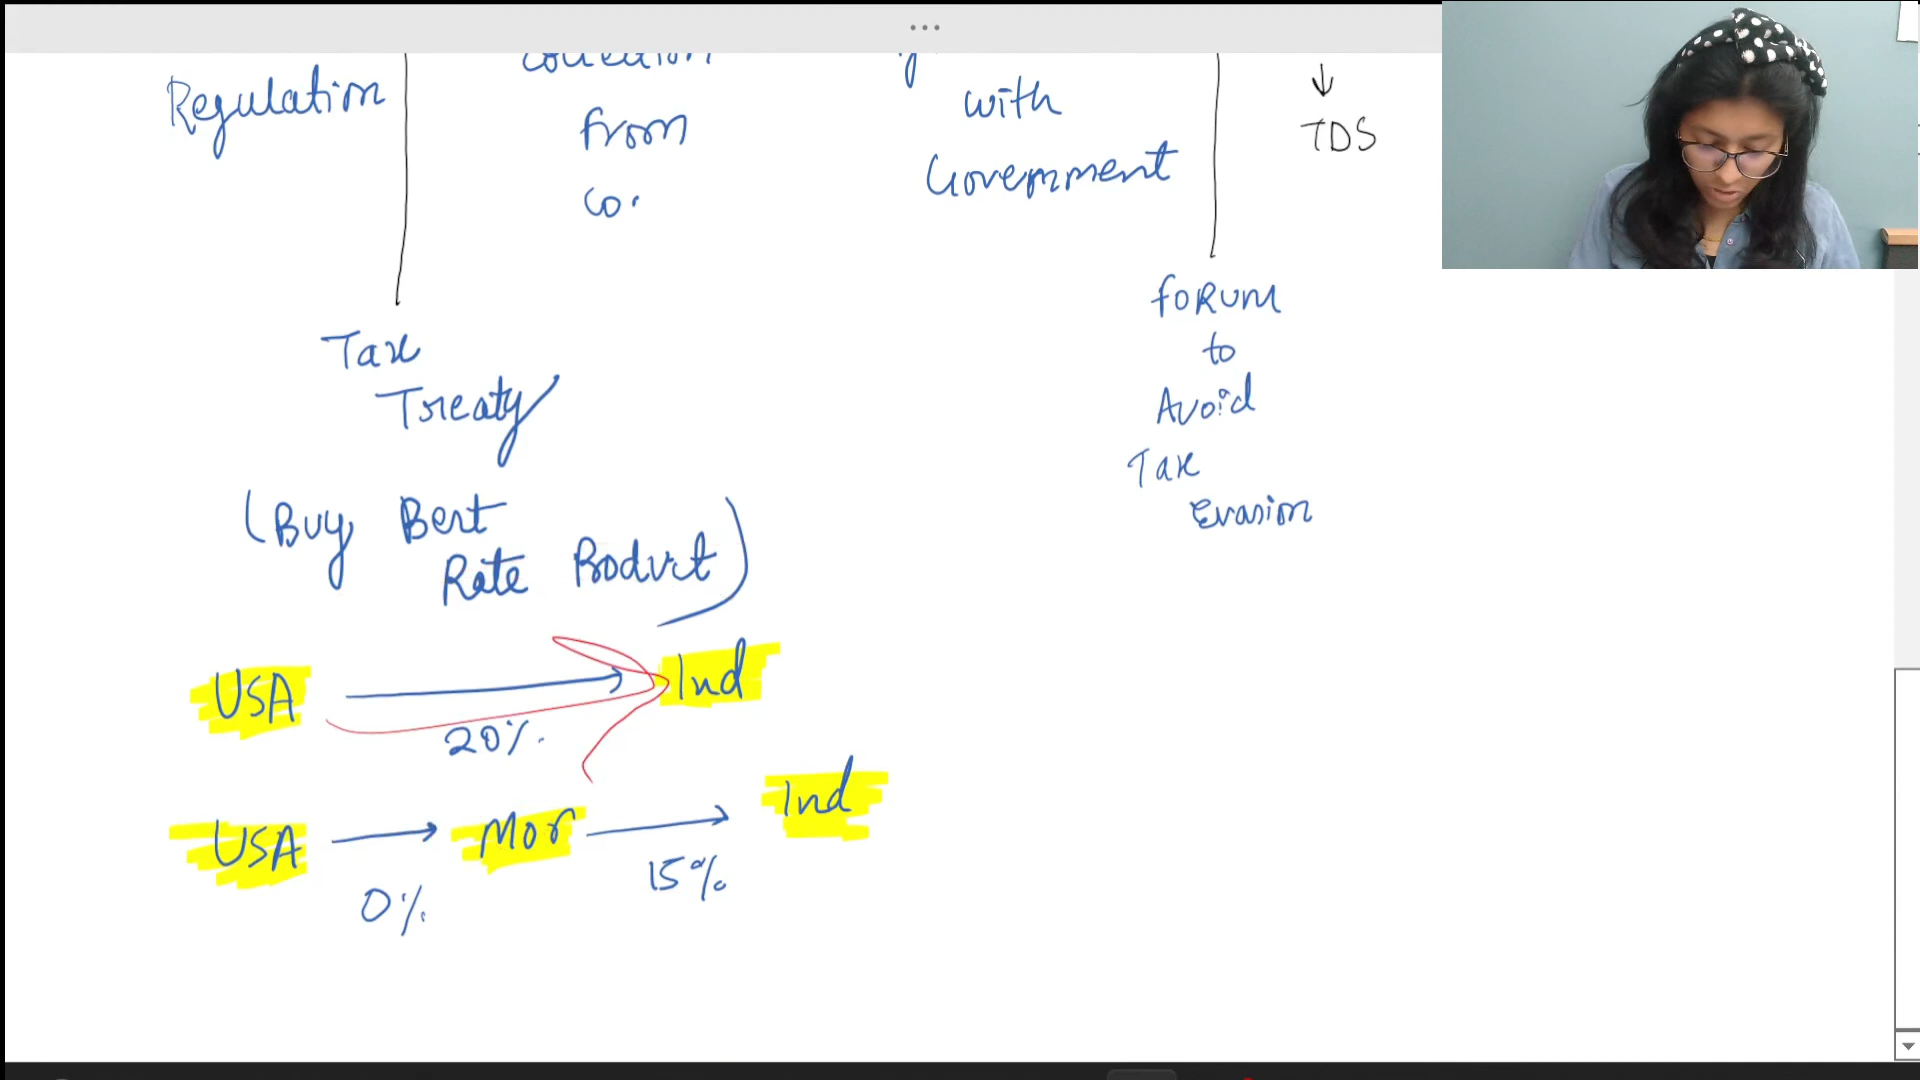 Regulation
from
co.
with
Government
TDS
Tax
Treaty
(Buy Best
Rate Product)
USA → Ind
20%.
USA → Mor → Ind
0%. 15%
FORUM
to
Avoid
Tax
Evasion